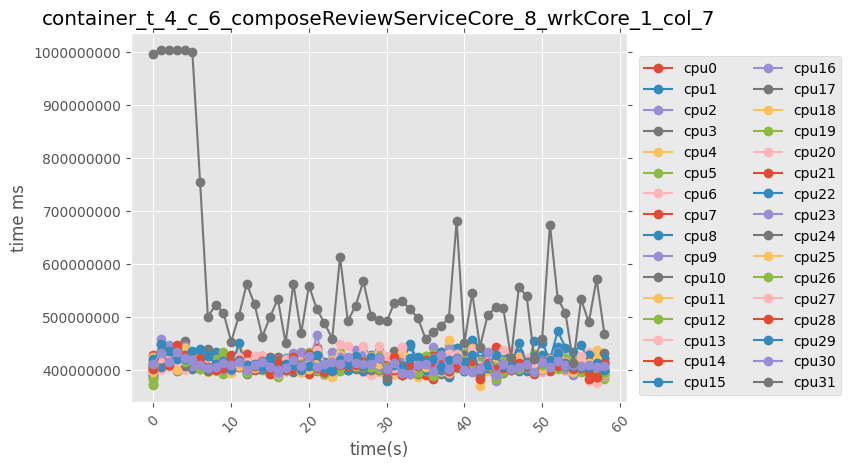 container_t_4_c_6_composeReviewServiceCore_8_wrkCore_1_col_7
time ms
1000000000
900000000
800000000
700000000
600000000
500000000
400000000
0
10
20
30
40
50
60
time(s)
cpu0
cpu1
cpu2
cpu3
cpu4
cpu5
cpu6
cpu7
cpu8
cpu9
cpu10
cpu11
cpu12
cpu13
cpu14
cpu15
cpu16
cpu17
cpu18
cpu19
cpu20
cpu21
cpu22
cpu23
cpu24
cpu25
cpu26
cpu27
cpu28
cpu29
cpu30
cpu31